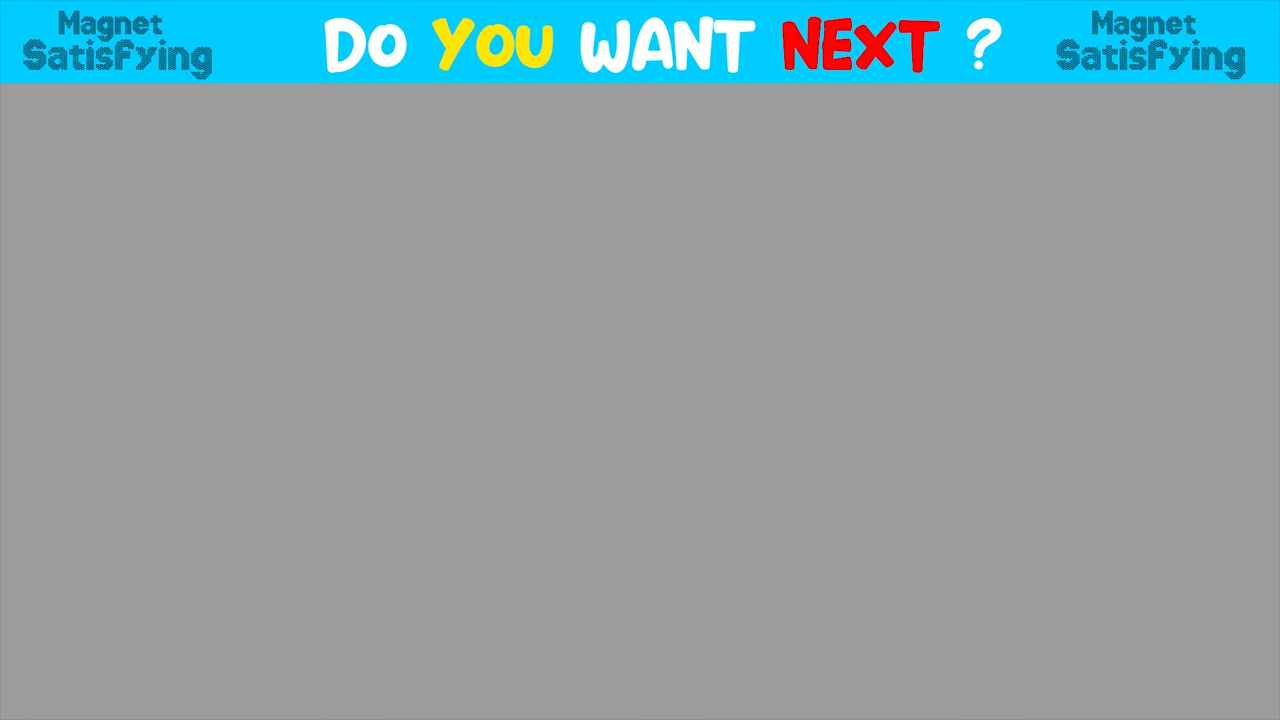 Magnet
Satisfying
DO YOU WANT NEXT ?
Magnet
Satisfying